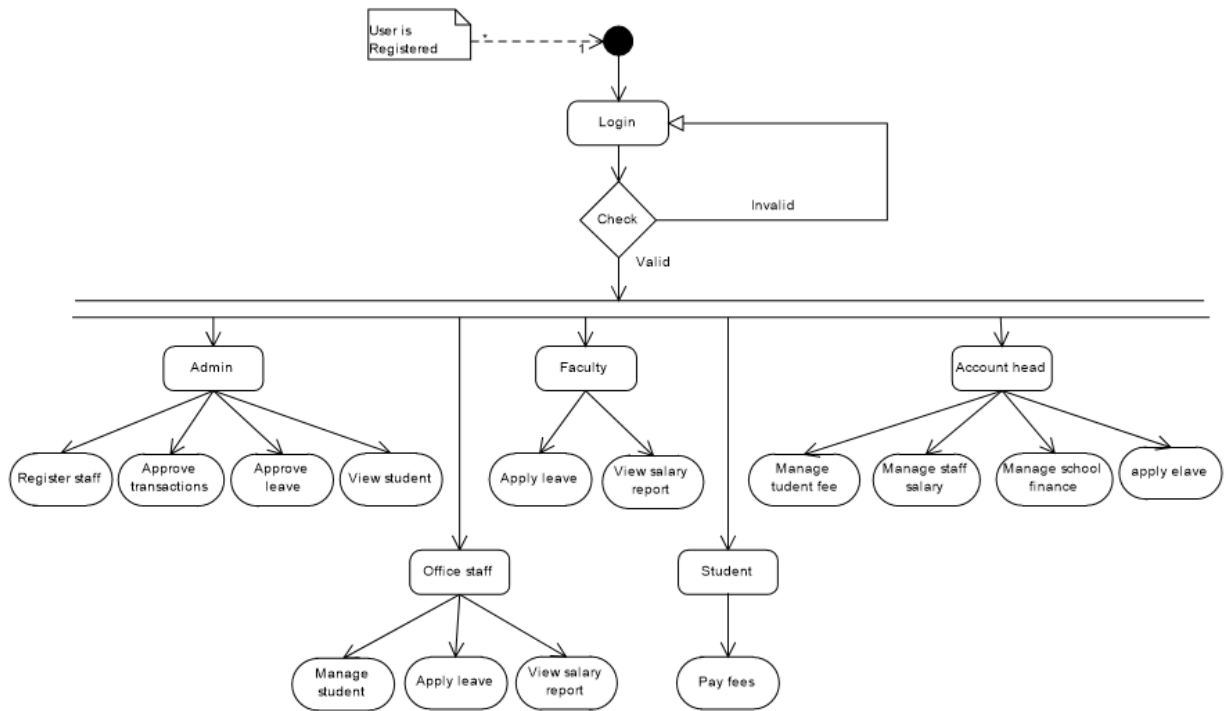 User is
Registered
*
1
Login
Check
Invalid
Valid
Admin
Faculty
Account head
Register staff
Approve
transactions
Approve
leave
View student
Apply leave
View salary
report
Manage
tudent fee
Manage staff
salary
Manage school
finance
apply elave
Office staff
Student
Manage
student
Apply leave
View salary
report
Pay fees